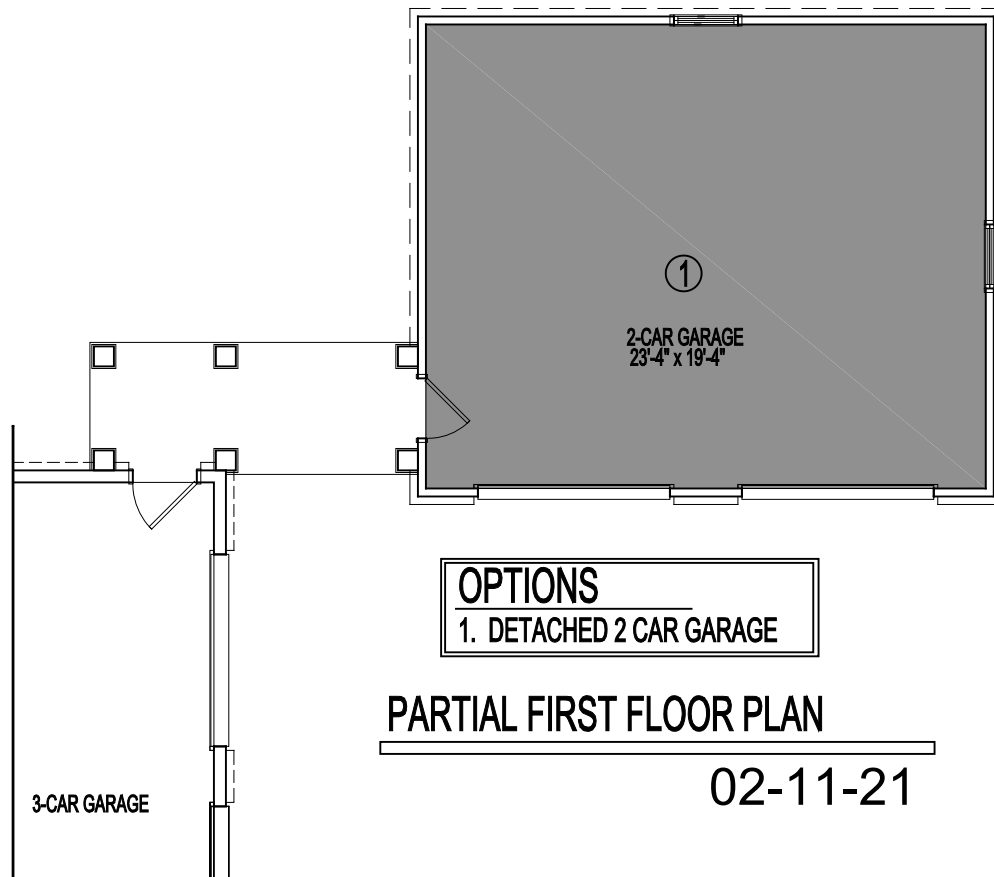 1
2-CAR GARAGE
23'-4" x 19'-4"
OPTIONS
1. DETACHED 2 CAR GARAGE
PARTIAL FIRST FLOOR PLAN
02-11-21
3-CAR GARAGE